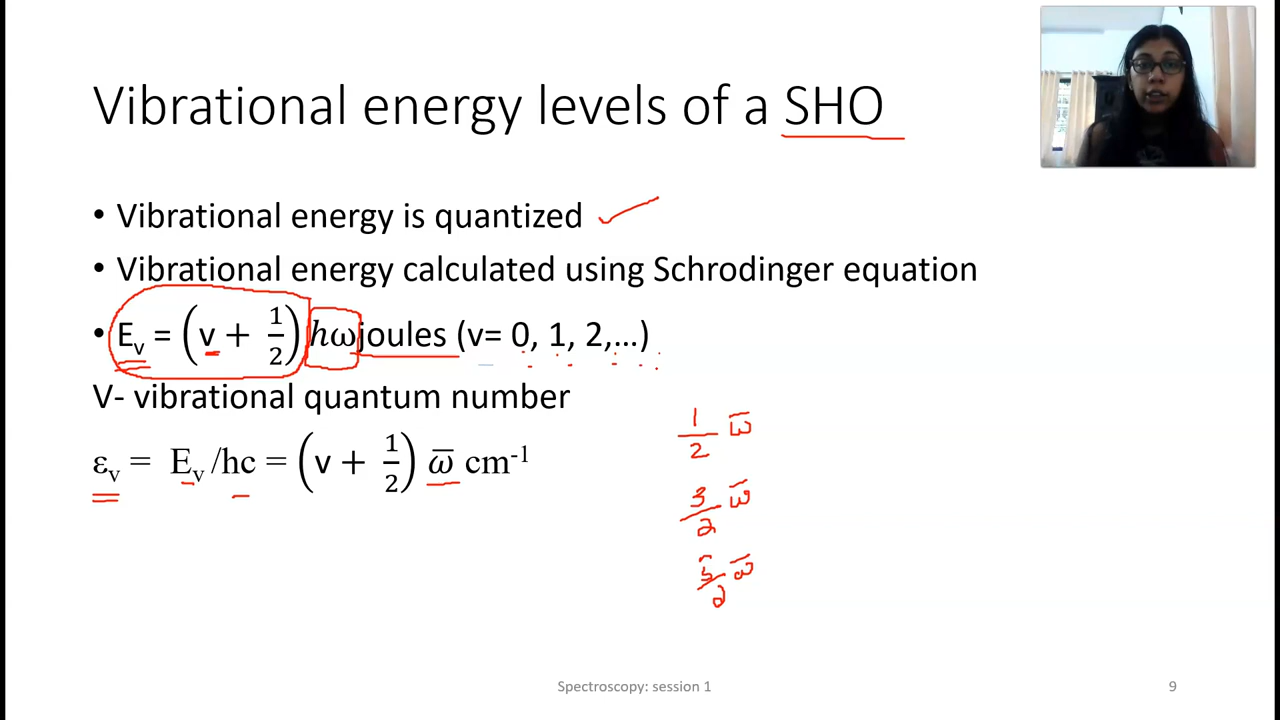 Vibrational energy levels of a SHO
• Vibrational energy is quantized
• Vibrational energy calculated using Schrodinger equation
• Eᵥ = (v + 1/2) hω joules (v= 0, 1, 2,...)
V- vibrational quantum number
εᵥ = Eᵥ /hc = (v + 1/2) ω̅ cm⁻¹
1/2 ω̅
3/2 ω̅
5/2 ω̅
Spectroscopy: session 1
9